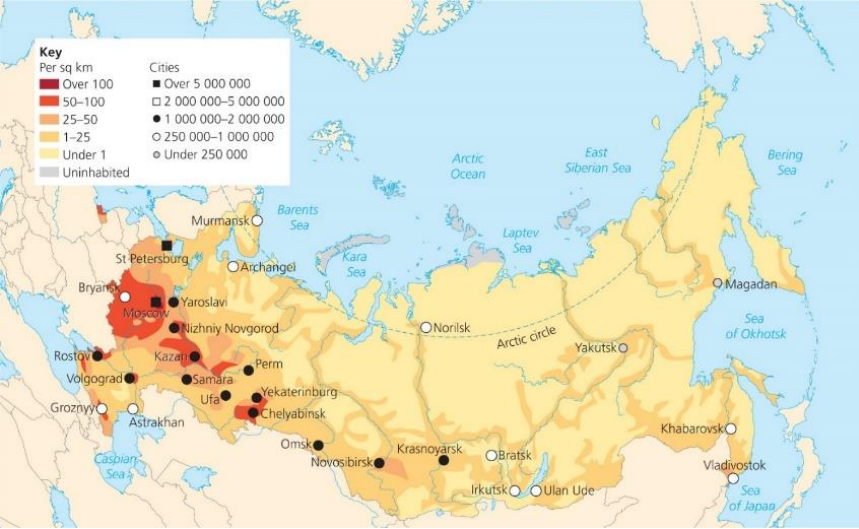 Key
Per sq km
Over 100
50–100
25–50
1–25
Under 1
Uninhabited
Cities
Over 5 000 000
2 000 000–5 000 000
1 000 000–2 000 000
250 000–1 000 000
Under 250 000
Arctic
Ocean
East
Siberian Sea
Bering
Sea
Murmansk
Barents
Sea
Laptev
Sea
Kara
Sea
St Petersburg
Archangel
Bryansk
Moscow
Yaroslavi
Magadan
Nizhniy Novgorod
Norilsk
Arctic circle
Sea
of Okhotsk
Yakutsk
Rostov
Kazan
Perm
Volgograd
Samara
Ufa
Yekaterinburg
Groznyy
Chelyabinsk
Astrakhan
Khabarovsk
Omsk
Krasnoyarsk
Bratsk
Caspian
Sea
Novosibirsk
Vladivostok
Irkutsk
Ulan Ude
Sea
of Japan